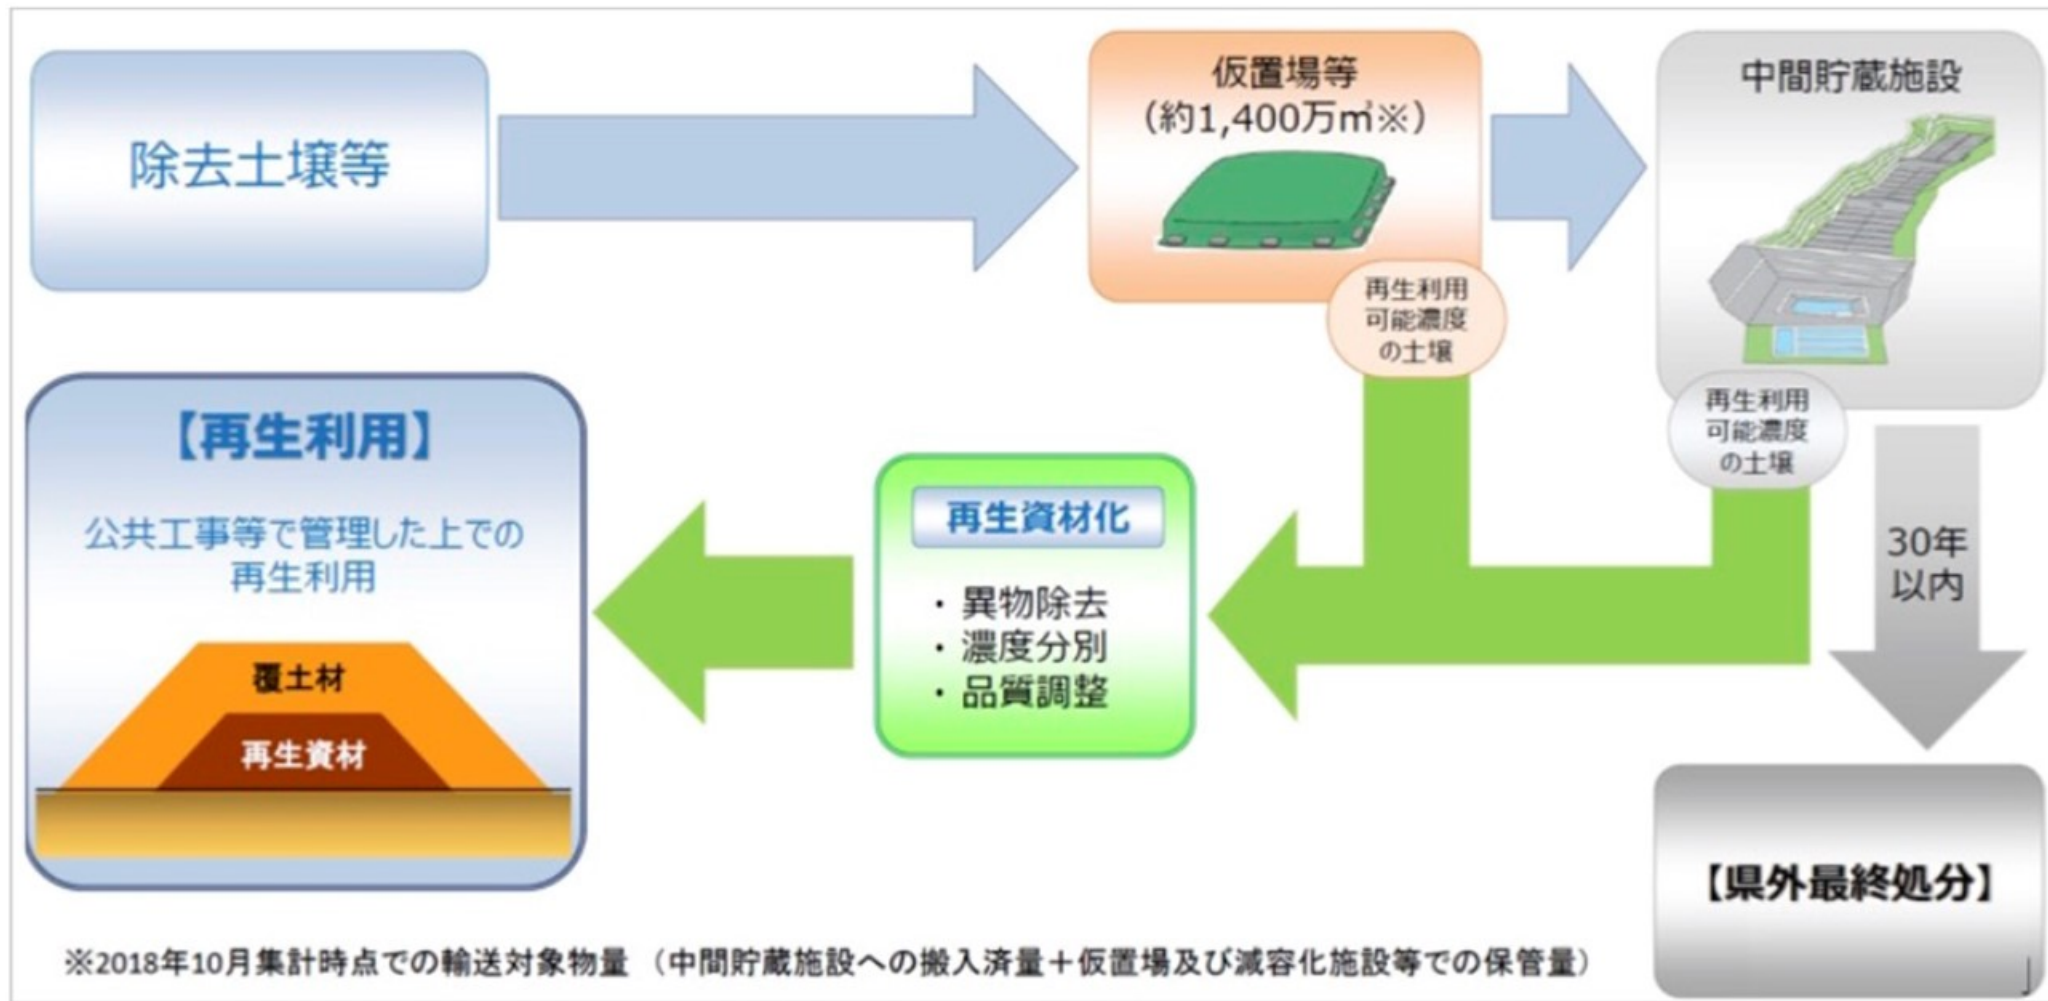 除去土壌等
仮置場等
（約1,400万㎥※）
中間貯蔵施設
再生利用
可能濃度
の土壌
再生利用
可能濃度
の土壌
30年
以内
【再生利用】
公共工事等で管理した上での
再生利用
覆土材
再生資材
再生資材化
・異物除去
・濃度分別
・品質調整
【県外最終処分】
※2018年10月集計時点での輸送対象物量 （中間貯蔵施設への搬入済量＋仮置場及び減容化施設等での保管量）